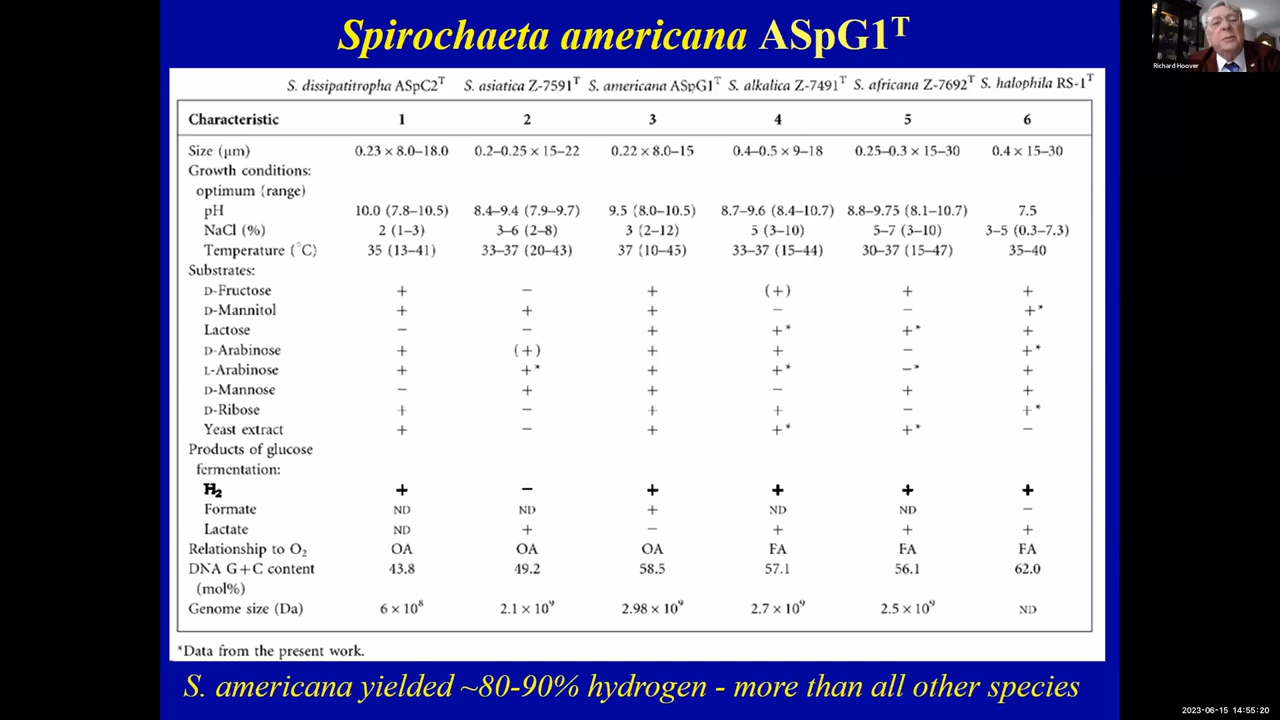 Spirochaeta americana ASpG1ᵀ
Richard Hoover
S. dissipatitropha ASpC2ᵀ S. asiatica Z-7591ᵀ S. americana ASpG1ᵀ S. alkalica Z-7491ᵀ S. africana Z-7692ᵀ S. halophila RS-1ᵀ
Characteristic 1 2 3 4 5 6
Size (μm) 0.23 × 8.0–18.0 0.2–0.25 × 15–22 0.22 × 8.0–15 0.4–0.5 × 9–18 0.25–0.3 × 15–30 0.4 × 15–30
Growth conditions:
optimum (range)
pH 10.0 (7.8–10.5) 8.4–9.4 (7.9–9.7) 9.5 (8.0–10.5) 8.7–9.6 (8.4–10.7) 8.8–9.75 (8.1–10.7) 7.5
NaCl (%) 2 (1–3) 3–6 (2–8) 3 (2–12) 5 (3–10) 5–7 (3–10) 3–5 (0.3–7.3)
Temperature (°C) 35 (13–41) 33–37 (20–43) 37 (10–45) 33–37 (15–44) 30–37 (15–47) 35–40
Substrates:
D-Fructose + − + (+) + +
D-Mannitol + + + − − +*
Lactose − − + +* +* +
D-Arabinose + (+) + + − +*
L-Arabinose + +* + +* −* +
D-Mannose − + + − + +
D-Ribose + − + + − +*
Yeast extract + − + +* +* −
Products of glucose
fermentation:
H₂ + − + + + +
Formate ND ND + ND ND −
Lactate ND + − + + +
Relationship to O₂ OA OA OA FA FA FA
DNA G+C content 43.8 49.2 58.5 57.1 56.1 62.0
(mol%)
Genome size (Da) 6 × 10⁸ 2.1 × 10⁹ 2.98 × 10⁹ 2.7 × 10⁹ 2.5 × 10⁹ ND
*Data from the present work.
S. americana yielded ~80-90% hydrogen - more than all other species
2023-06-15 14:55:20